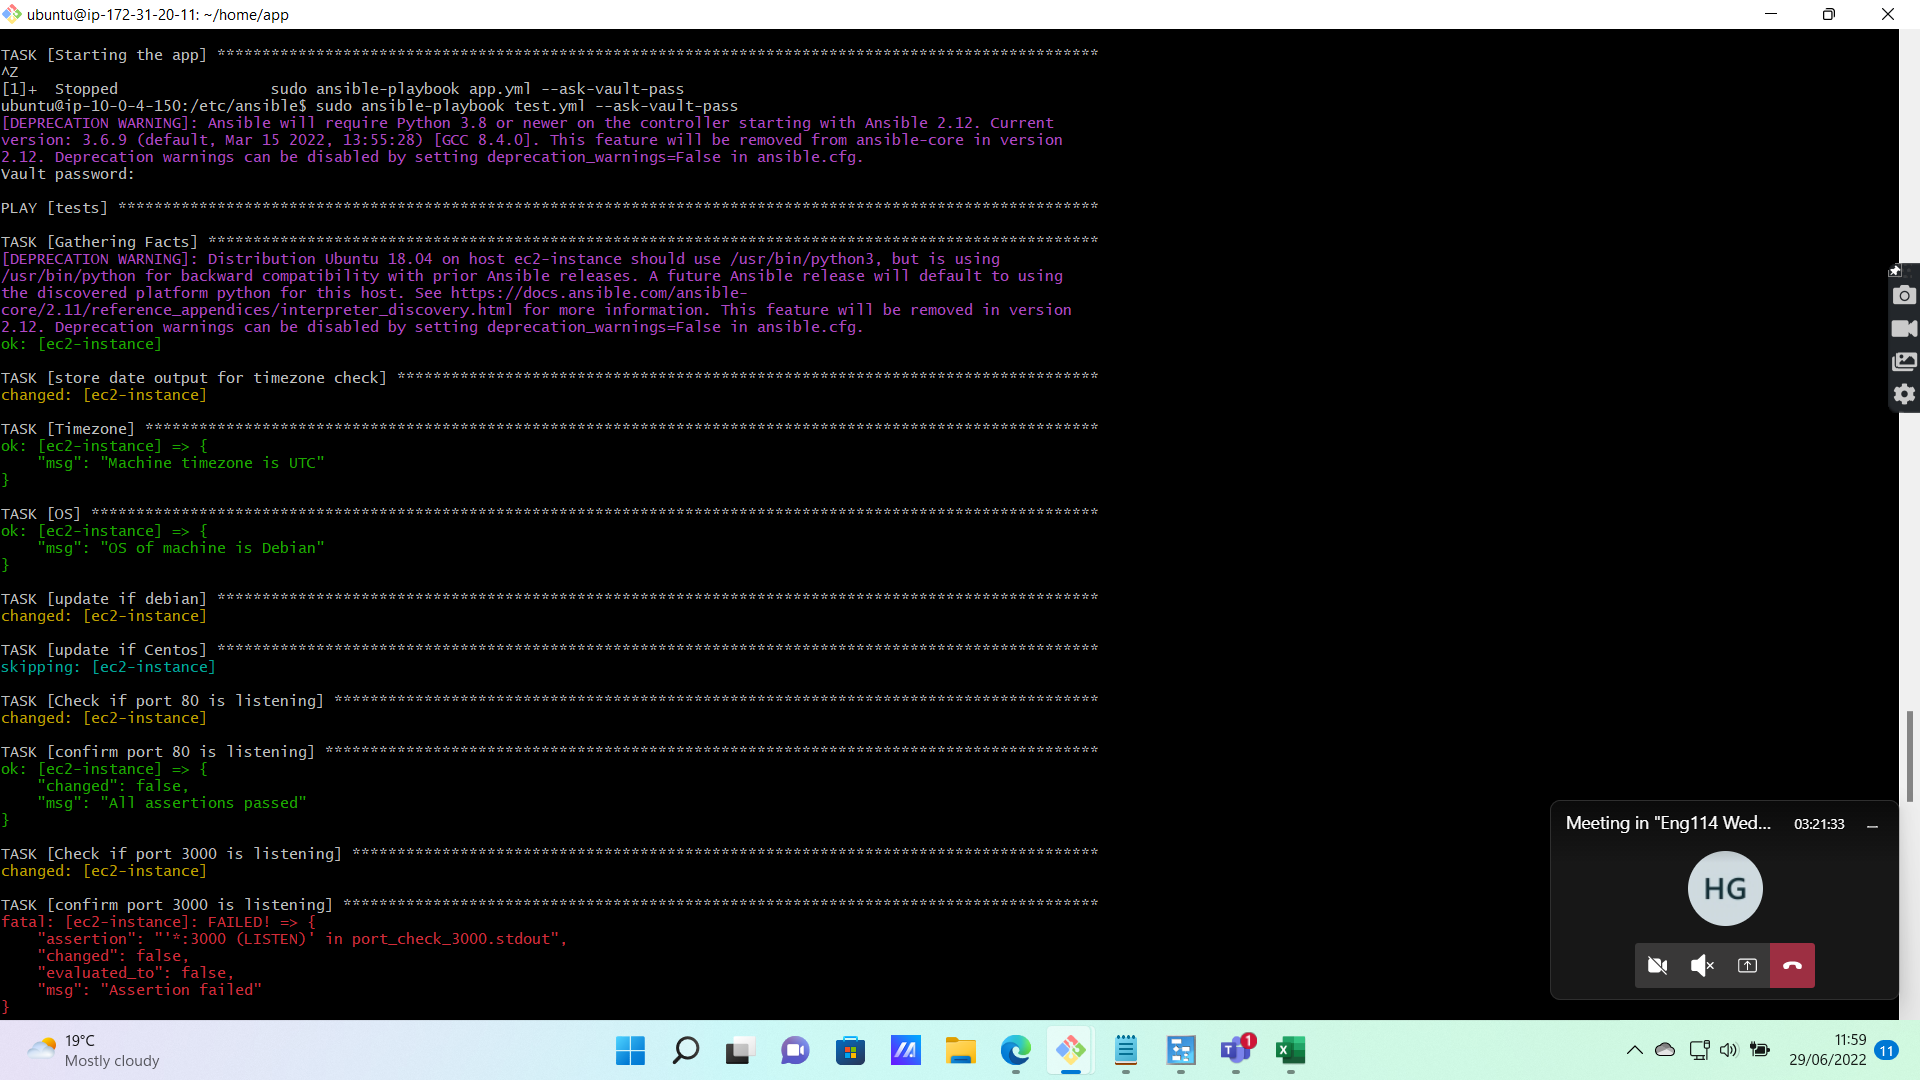 ubuntu@ip-172-31-20-11: ~/home/app
TASK [Starting the app] **************************************************************************************************
^Z
[1]+  Stopped                 sudo ansible-playbook app.yml --ask-vault-pass
ubuntu@ip-10-0-4-150:/etc/ansible$ sudo ansible-playbook test.yml --ask-vault-pass
[DEPRECATION WARNING]: Ansible will require Python 3.8 or newer on the controller starting with Ansible 2.12. Current
version: 3.6.9 (default, Mar 15 2022, 13:55:28) [GCC 8.4.0]. This feature will be removed from ansible-core in version
2.12. Deprecation warnings can be disabled by setting deprecation_warnings=False in ansible.cfg.
Vault password:
PLAY [tests] *************************************************************************************************************
TASK [Gathering Facts] ***************************************************************************************************
[DEPRECATION WARNING]: Distribution Ubuntu 18.04 on host ec2-instance should use /usr/bin/python3, but is using
/usr/bin/python for backward compatibility with prior Ansible releases. A future Ansible release will default to using
the discovered platform python for this host. See https://docs.ansible.com/ansible-
core/2.11/reference_appendices/interpreter_discovery.html for more information. This feature will be removed in version
2.12. Deprecation warnings can be disabled by setting deprecation_warnings=False in ansible.cfg.
ok: [ec2-instance]
TASK [store date output for timezone check] ******************************************************************************
changed: [ec2-instance]
TASK [Timezone] **********************************************************************************************************
ok: [ec2-instance] => {
    "msg": "Machine timezone is UTC"
}
TASK [OS] ****************************************************************************************************************
ok: [ec2-instance] => {
    "msg": "OS of machine is Debian"
}
TASK [update if debian] **************************************************************************************************
changed: [ec2-instance]
TASK [update if Centos] **************************************************************************************************
skipping: [ec2-instance]
TASK [Check if port 80 is listening] *************************************************************************************
changed: [ec2-instance]
TASK [confirm port 80 is listening] **************************************************************************************
ok: [ec2-instance] => {
    "changed": false,
    "msg": "All assertions passed"
}
TASK [Check if port 3000 is listening] ***********************************************************************************
changed: [ec2-instance]
TASK [confirm port 3000 is listening] ************************************************************************************
fatal: [ec2-instance]: FAILED! => {
    "assertion": "'*:3000 (LISTEN)' in port_check_3000.stdout",
    "changed": false,
    "evaluated_to": false,
    "msg": "Assertion failed"
}
Meeting in "Eng114 Wed... 03:21:33
HG
19°C
Mostly cloudy
1
11:59
29/06/2022
11